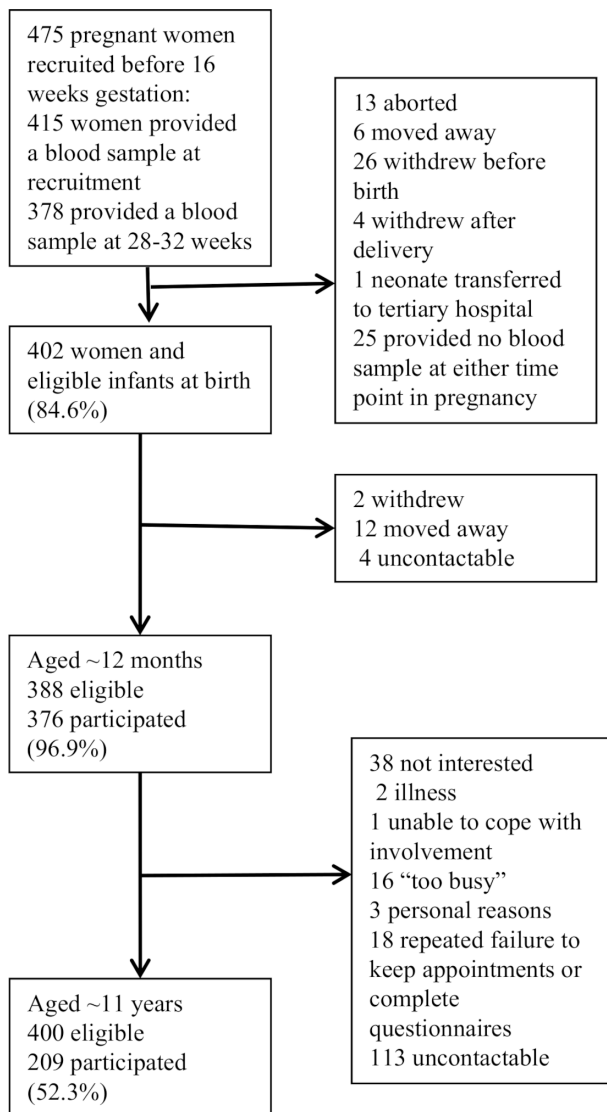 475 pregnant women
recruited before 16
weeks gestation:
415 women provided
a blood sample at
recruitment
378 provided a blood
sample at 28-32 weeks
13 aborted
6 moved away
26 withdrew before
birth
4 withdrew after
delivery
1 neonate transferred
to tertiary hospital
25 provided no blood
sample at either time
point in pregnancy
402 women and
eligible infants at birth
(84.6%)
2 withdrew
12 moved away
4 uncontactable
Aged ~12 months
388 eligible
376 participated
(96.9%)
38 not interested
2 illness
1 unable to cope with
involvement
16 “too busy”
3 personal reasons
18 repeated failure to
keep appointments or
complete
questionnaires
113 uncontactable
Aged ~11 years
400 eligible
209 participated
(52.3%)